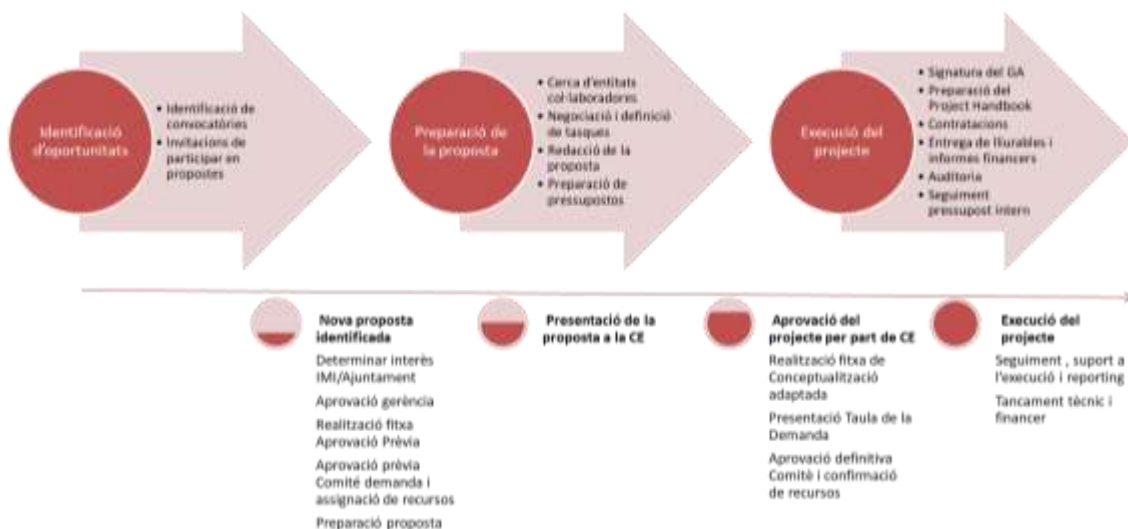 Identificació
d'oportunitats
• Identificació de
convocatòries
• Invitacions de
participar en
propostes
Preparació de
la proposta
• Cerca d'entitats
col·laboradores
• Negociació i definició
de tasques
• Redacció de la
proposta
• Preparació de
pressupostos
Execució del
projecte
• Signatura del GA
• Preparació del
Project Handbook
• Contratacions
• Entrega de lliurables i
informes financers
• Auditoria
• Seguiment
pressupost intern
Nova proposta
identificada
Determinar interès
IMI/Ajuntament
Aprovació gerència
Realització fitxa
Aprovació Prèvia
Aprovació prèvia
Comité demanda i
assignació de recursos
Preparació proposta
Presentació de la
proposta a la CE
Aprovació del
projecte per part de CE
Realització fitxa de
Conceptualització
adaptada
Presentació Taula de la
Demanda
Aprovació definitiva
Comitè i confirmació
de recursos
Execució del
projecte
Seguiment , suport a
l'execució i reporting
Tancament tècnic i
financer